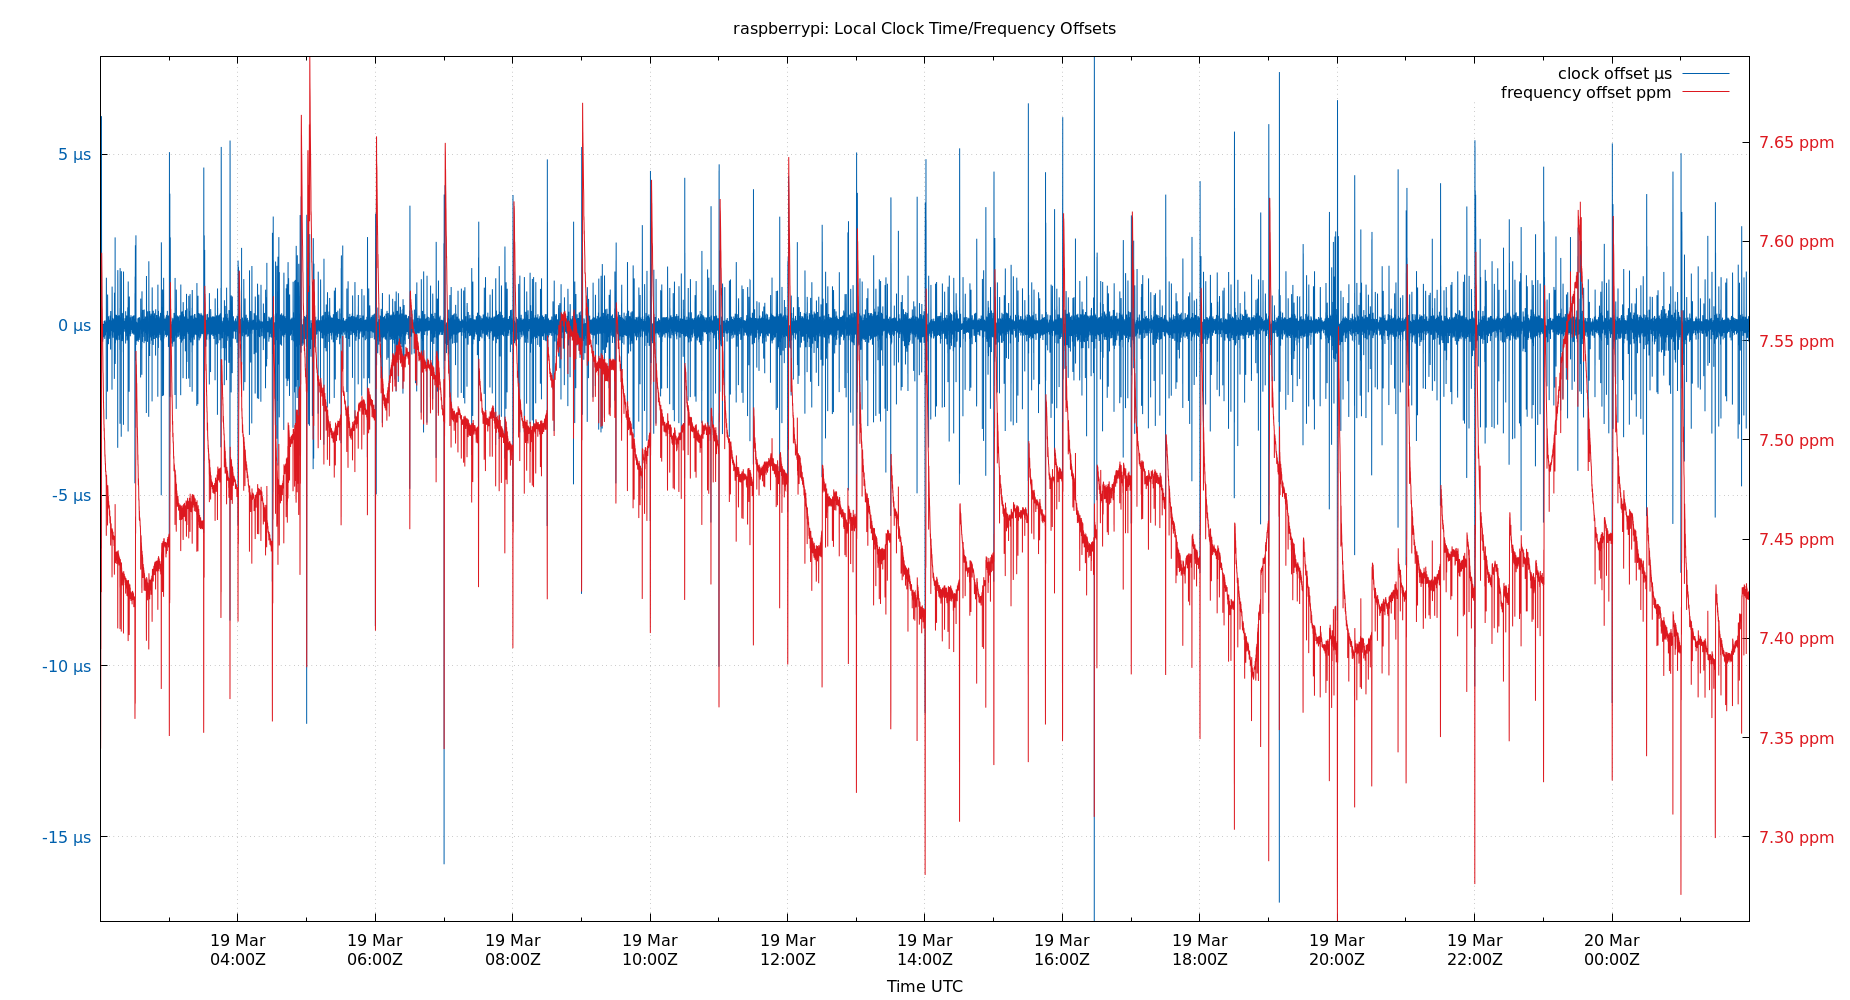 raspberrypi: Local Clock Time/Frequency Offsets
clock offset µs
frequency offset ppm
5 µs
0 µs
-5 µs
-10 µs
-15 µs
7.65 ppm
7.60 ppm
7.55 ppm
7.50 ppm
7.45 ppm
7.40 ppm
7.35 ppm
7.30 ppm
19 Mar 19 Mar 19 Mar 19 Mar 19 Mar 19 Mar 19 Mar 19 Mar 19 Mar 19 Mar 20 Mar
04:00Z 06:00Z 08:00Z 10:00Z 12:00Z 14:00Z 16:00Z 18:00Z 20:00Z 22:00Z 00:00Z
Time UTC